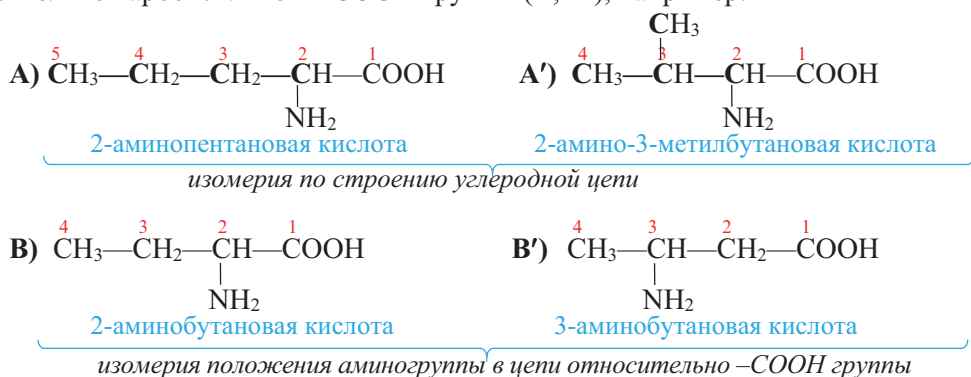 CH₃
5 4 3 2 1 4 3 2 1
А) CH₃—CH₂—CH₂—CH—COOH А′) CH₃—CH—CH—COOH
NH₂ NH₂
2-аминопентановая кислота 2-амино-3-метилбутановая кислота
изомерия по строению углеродной цепи
4 3 2 1 4 3 2 1
В) CH₃—CH₂—CH—COOH В′) CH₃—CH—CH₂—COOH
NH₂ NH₂
2-аминобутановая кислота 3-аминобутановая кислота
изомерия положения аминогруппы в цепи относительно –COOH группы